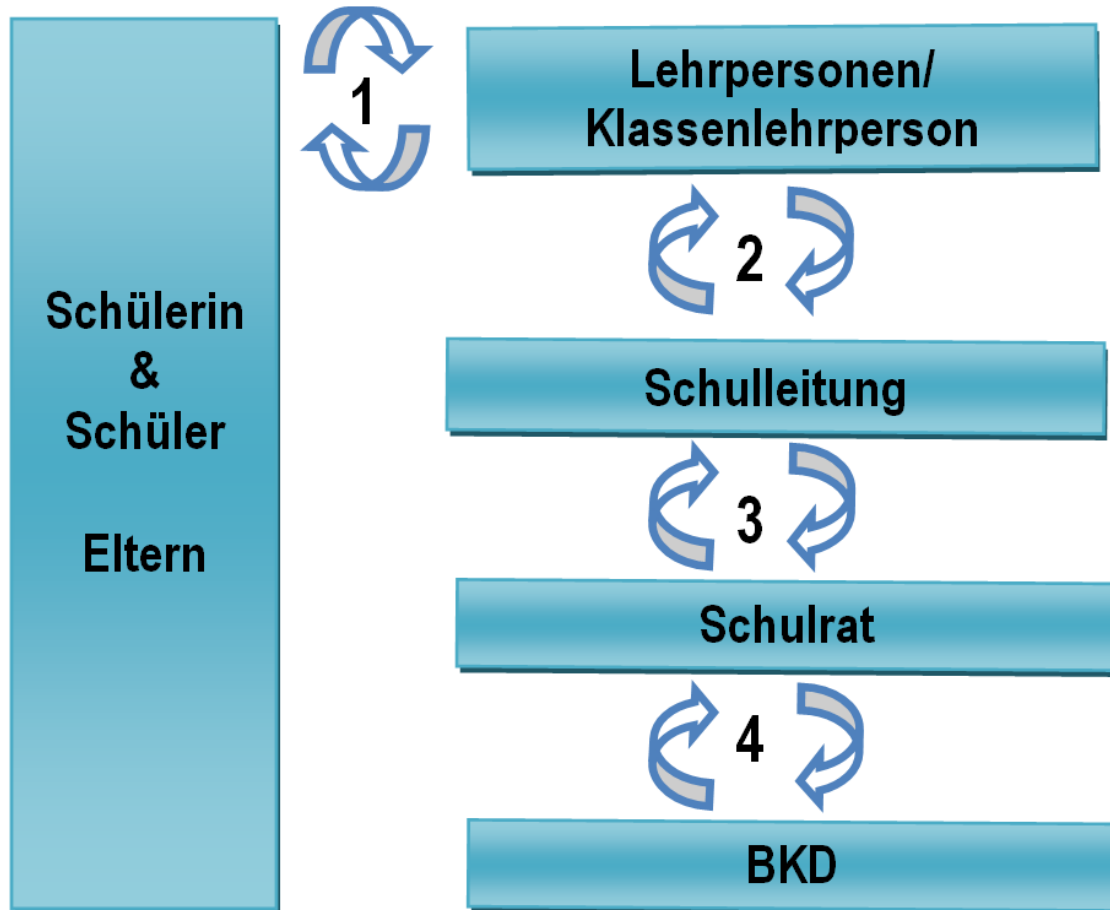 Schülerin
&
Schüler
Eltern
1
Lehrpersonen/
Klassenlehrperson
2
Schulleitung
3
Schulrat
4
BKD